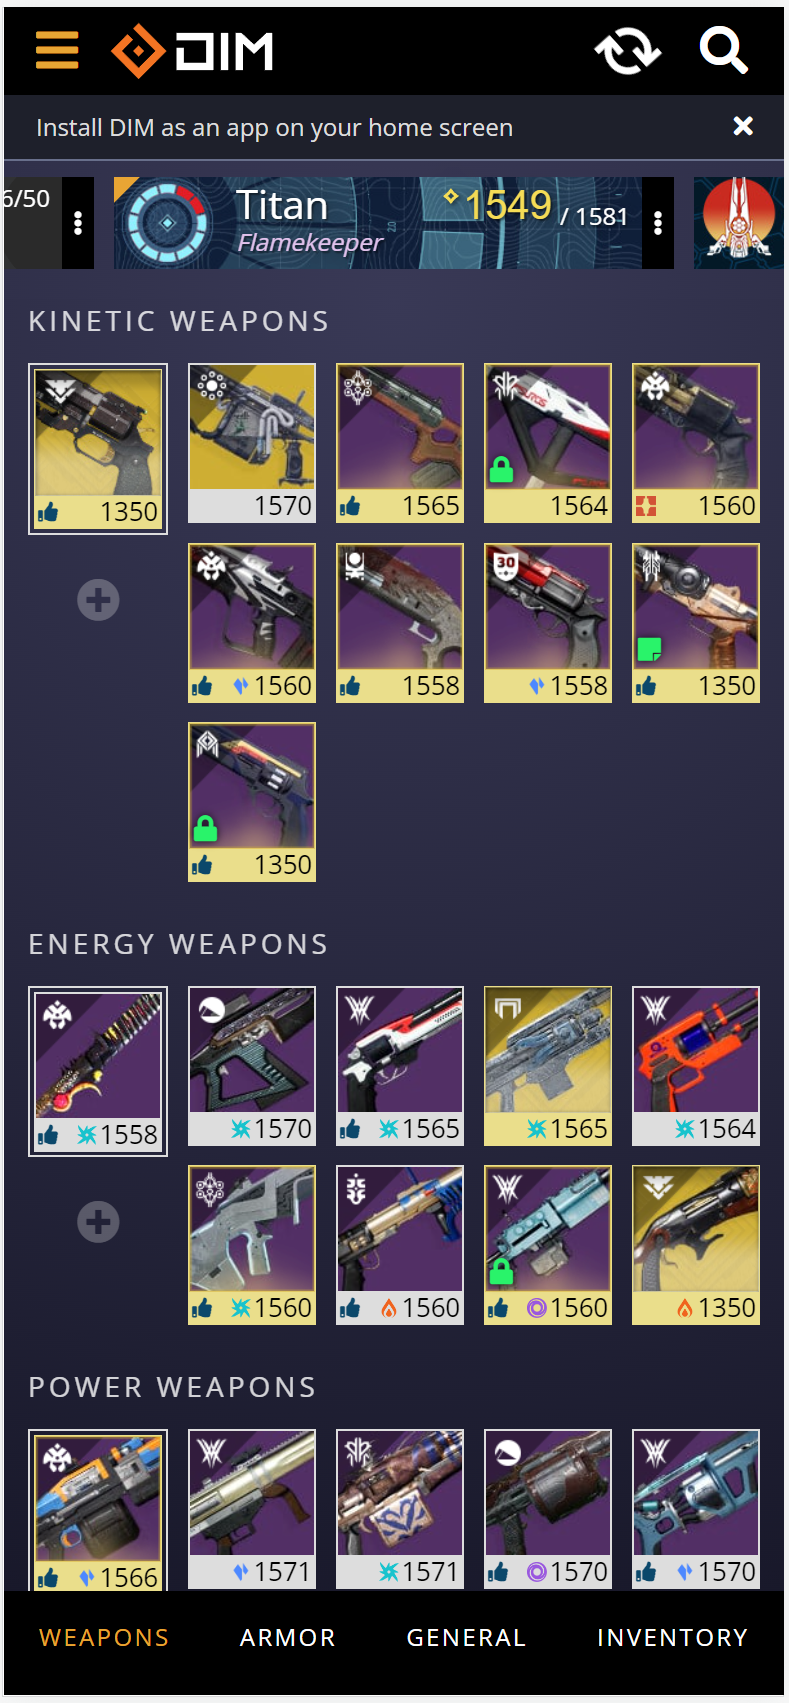 DIM
Install DIM as an app on your home screen
6/50
Titan
1549 / 1581
Flamekeeper
KINETIC WEAPONS
1350
1570
1565
1564
1560
30
1560
1558
1558
1350
1350
ENERGY WEAPONS
1558
1570
1565
1565
1564
1560
1560
1560
1350
POWER WEAPONS
1566
1571
1571
1570
1570
WEAPONS
ARMOR
GENERAL
INVENTORY